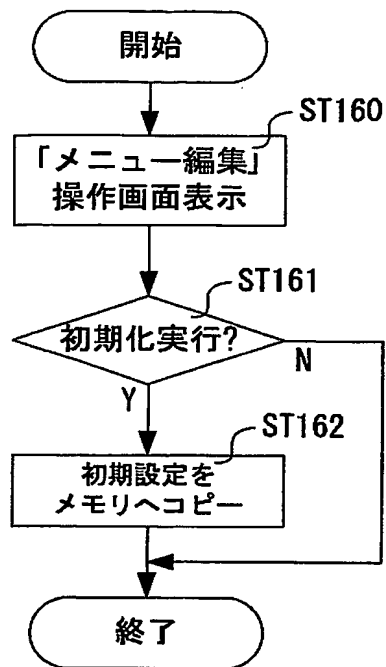 開始
ST160
「メニュー編集」
操作画面表示
ST161
初期化実行?
N
Y
ST162
初期設定を
メモリへコピー
終了